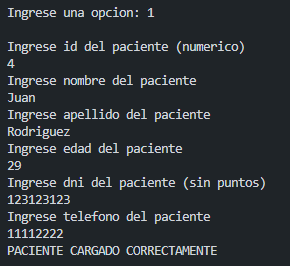 Ingrese una opcion: 1
Ingrese id del paciente (numerico)
4
Ingrese nombre del paciente
Juan
Ingrese apellido del paciente
Rodriguez
Ingrese edad del paciente
29
Ingrese dni del paciente (sin puntos)
123123123
Ingrese telefono del paciente
11112222
PACIENTE CARGADO CORRECTAMENTE